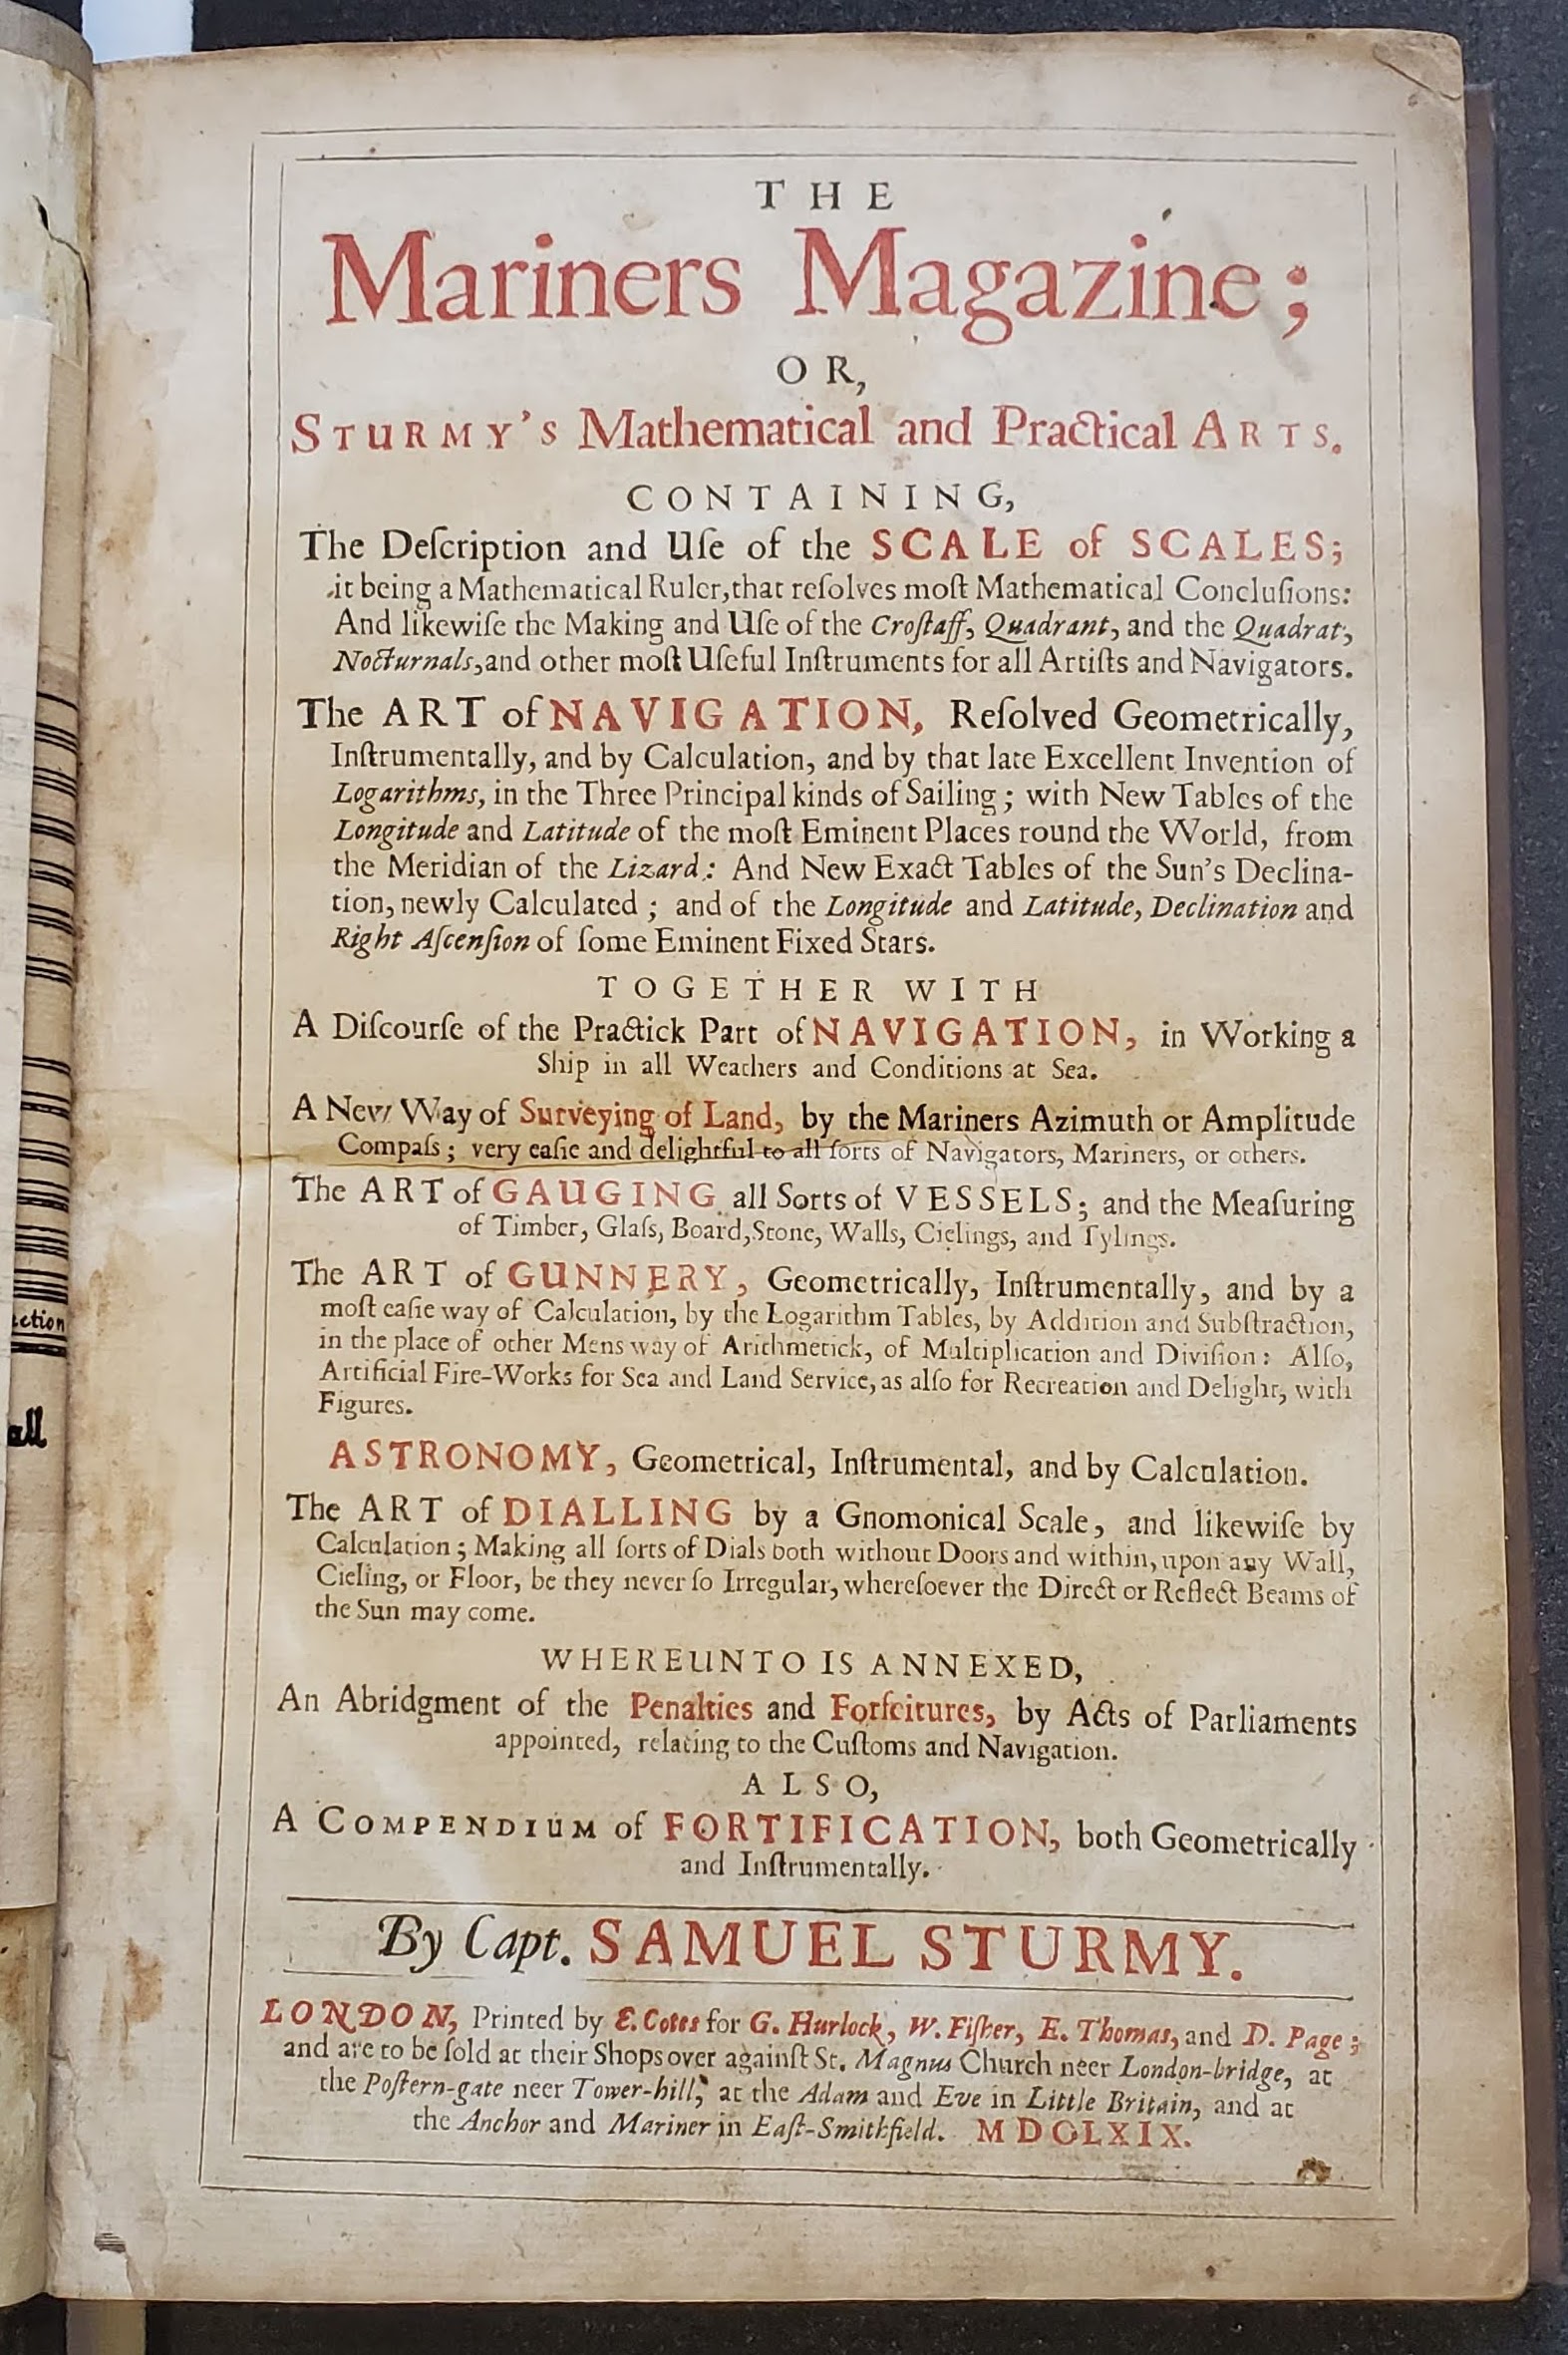 THE
Mariners Magazine;
OR,
STURMY's Mathematical and Practical ARTS.
CONTAINING,
The Deſcription and Uſe of the SCALE of SCALES;
it being a Mathematical Ruler, that reſolves moſt Mathematical Concluſions:
And likewiſe the Making and Uſe of the Croſtaff, Quadrant, and the Quadrat,
Nocturnals, and other moſt Uſeful Inſtruments for all Artiſts and Navigators.
The ART of NAVIGATION, Reſolved Geometrically,
Inſtrumentally, and by Calculation, and by that late Excellent Invention of
Logarithms, in the Three Principal kinds of Sailing; with New Tables of the
Longitude and Latitude of the moſt Eminent Places round the World, from
the Meridian of the Lizard: And New Exact Tables of the Sun's Declina-
tion, newly Calculated; and of the Longitude and Latitude, Declination and
Right Aſcenſion of ſome Eminent Fixed Stars.
TOGETHER WITH
A Diſcourſe of the Practick Part of NAVIGATION, in Working a
Ship in all Weathers and Conditions at Sea.
A New Way of Surveying of Land, by the Mariners Azimuth or Amplitude
Compaſs; very eaſie and delightful to all ſorts of Navigators, Mariners, or others.
The ART of GAUGING all Sorts of VESSELS; and the Meaſuring
of Timber, Glaſs, Board, Stone, Walls, Cielings, and Tylings.
The ART of GUNNERY, Geometrically, Inſtrumentally, and by a
moſt eaſie way of Calculation, by the Logarithm Tables, by Addition and Subſtraction,
in the place of other Mens way of Arithmetick, of Multiplication and Diviſion: Alſo,
Artificial Fire-Works for Sea and Land Service, as alſo for Recreation and Delight, with
Figures.
ASTRONOMY, Geometrical, Inſtrumental, and by Calculation.
The ART of DIALLING by a Gnomonical Scale, and likewiſe by
Calculation; Making all ſorts of Dials both without Doors and within, upon any Wall,
Cieling, or Floor, be they never ſo Irregular, whereſoever the Direct or Reflect Beams of
the Sun may come.
WHEREUNTO IS ANNEXED,
An Abridgment of the Penalties and Forfeitures, by Acts of Parliaments
appointed, relating to the Cuſtoms and Navigation.
ALSO,
A COMPENDIUM of FORTIFICATION, both Geometrically
and Inſtrumentally.
By Capt. SAMUEL STURMY.
LONDON, Printed by E. Cotes for G. Hurlock, W. Fiſher, E. Thomas, and D. Page;
and are to be ſold at their Shops over againſt St. Magnus Church neer London-bridge, at
the Poſtern-gate neer Tower-hill, at the Adam and Eve in Little Britain, and at
the Anchor and Mariner in Eaſt-Smithfield. MDCLXIX.